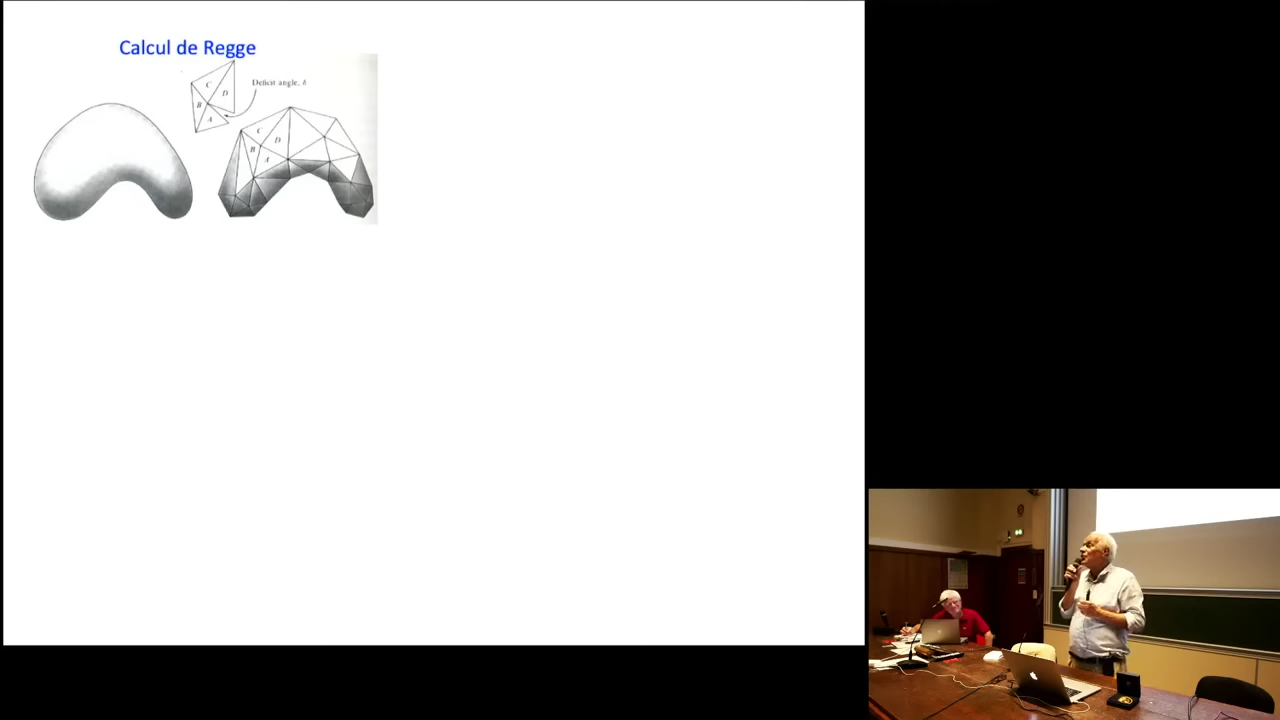 Calcul de Regge
Deficit angle, δ
C
D
B
A
C
D
B
A